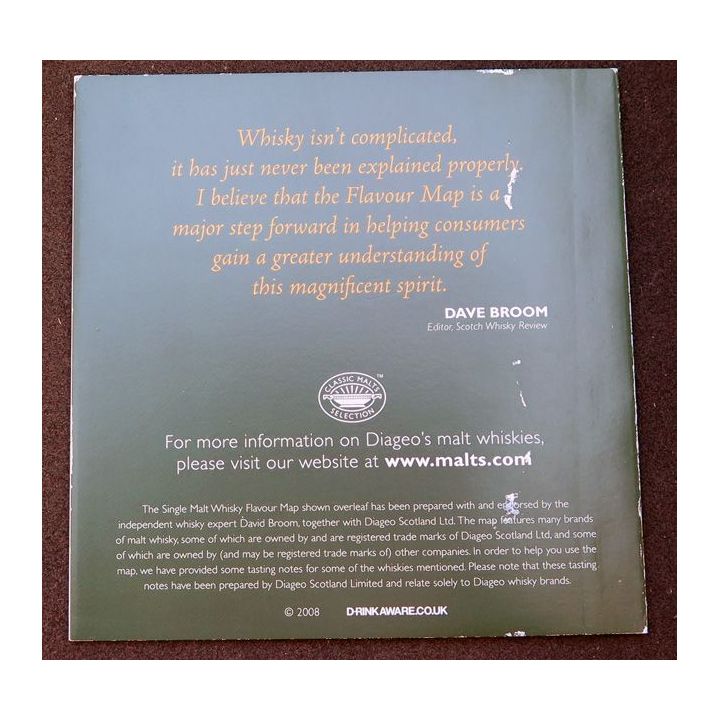 Whisky isn't complicated,
it has just never been explained properly.
I believe that the Flavour Map is a
major step forward in helping consumers
gain a greater understanding of
this magnificent spirit.
DAVE BROOM
Editor, Scotch Whisky Review
CLASSIC MALTS ™
SELECTION
For more information on Diageo's malt whiskies,
please visit our website at www.malts.com
The Single Malt Whisky Flavour Map shown overleaf has been prepared with and endorsed by the
independent whisky expert David Broom, together with Diageo Scotland Ltd. The map features many brands
of malt whisky, some of which are owned by and are registered trade marks of Diageo Scotland Ltd, and some
of which are owned by (and may be registered trade marks of) other companies. In order to help you use the
map, we have provided some tasting notes for some of the whiskies mentioned. Please note that these tasting
notes have been prepared by Diageo Scotland Limited and relate solely to Diageo whisky brands.
© 2008 DRINKAWARE.CO.UK